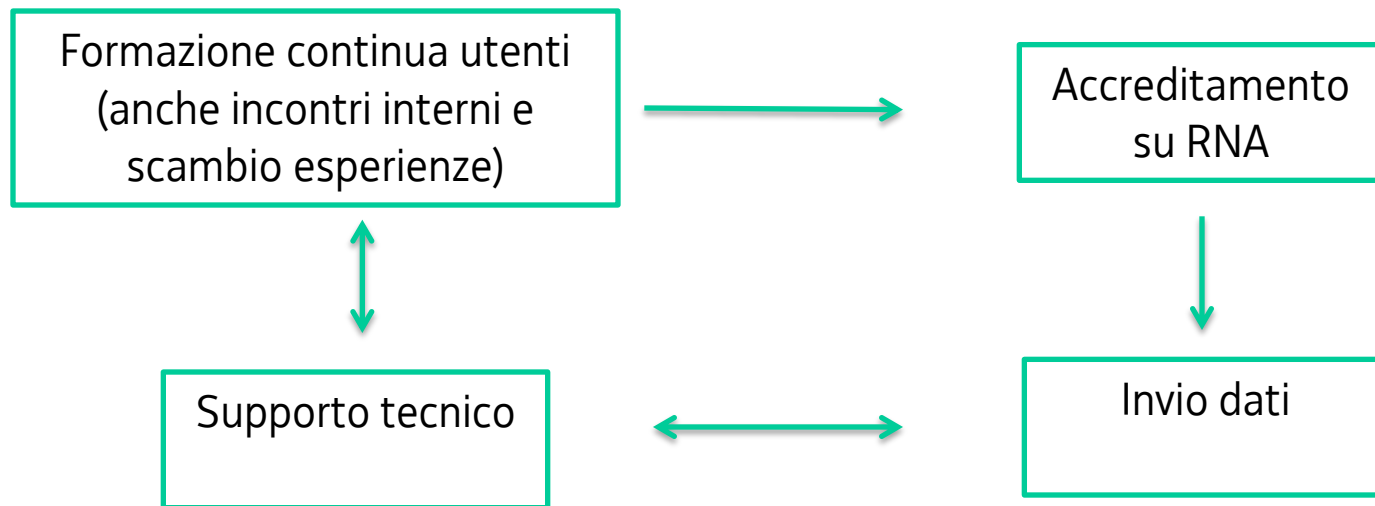 Formazione continua utenti
(anche incontri interni e
scambio esperienze)
Accreditamento
su RNA
Supporto tecnico
Invio dati